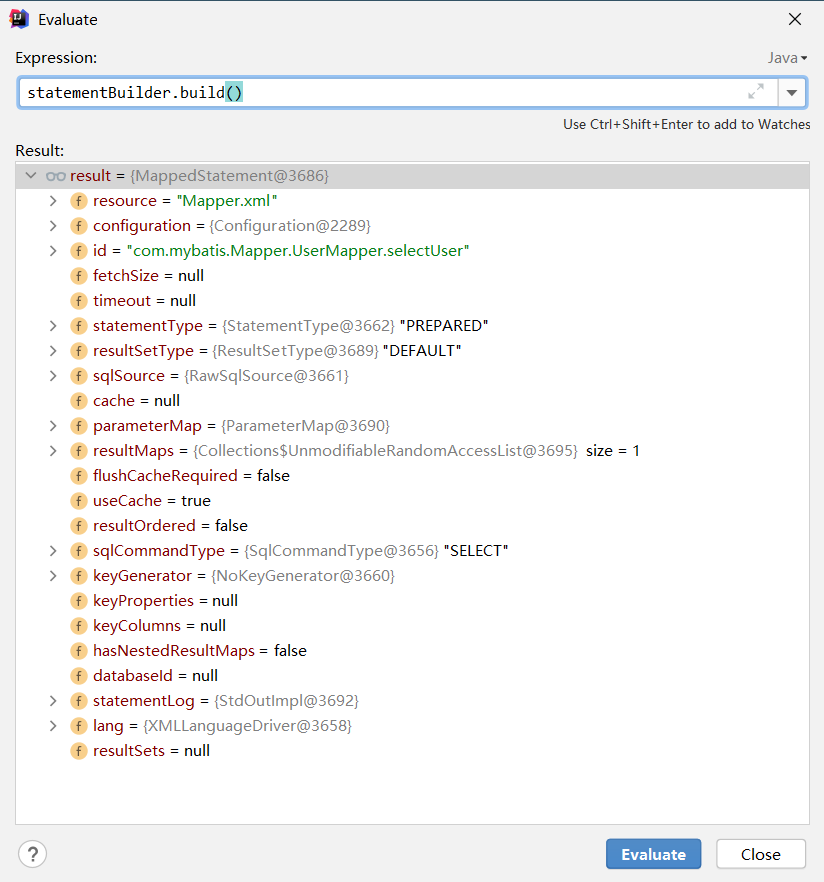 Evaluate
Expression:
Java
statementBuilder.build()
Use Ctrl+Shift+Enter to add to Watches
Result:
result = {MappedStatement@3686}
f resource = "Mapper.xml"
f configuration = {Configuration@2289}
f id = "com.mybatis.Mapper.UserMapper.selectUser"
f fetchSize = null
f timeout = null
f statementType = {StatementType@3662} "PREPARED"
f resultSetType = {ResultSetType@3689} "DEFAULT"
f sqlSource = {RawSqlSource@3661}
f cache = null
f parameterMap = {ParameterMap@3690}
f resultMaps = {Collections$UnmodifiableRandomAccessList@3695} size = 1
f flushCacheRequired = false
f useCache = true
f resultOrdered = false
f sqlCommandType = {SqlCommandType@3656} "SELECT"
f keyGenerator = {NoKeyGenerator@3660}
f keyProperties = null
f keyColumns = null
f hasNestedResultMaps = false
f databaseId = null
f statementLog = {StdOutImpl@3692}
f lang = {XMLLanguageDriver@3658}
f resultSets = null
?
Evaluate
Close